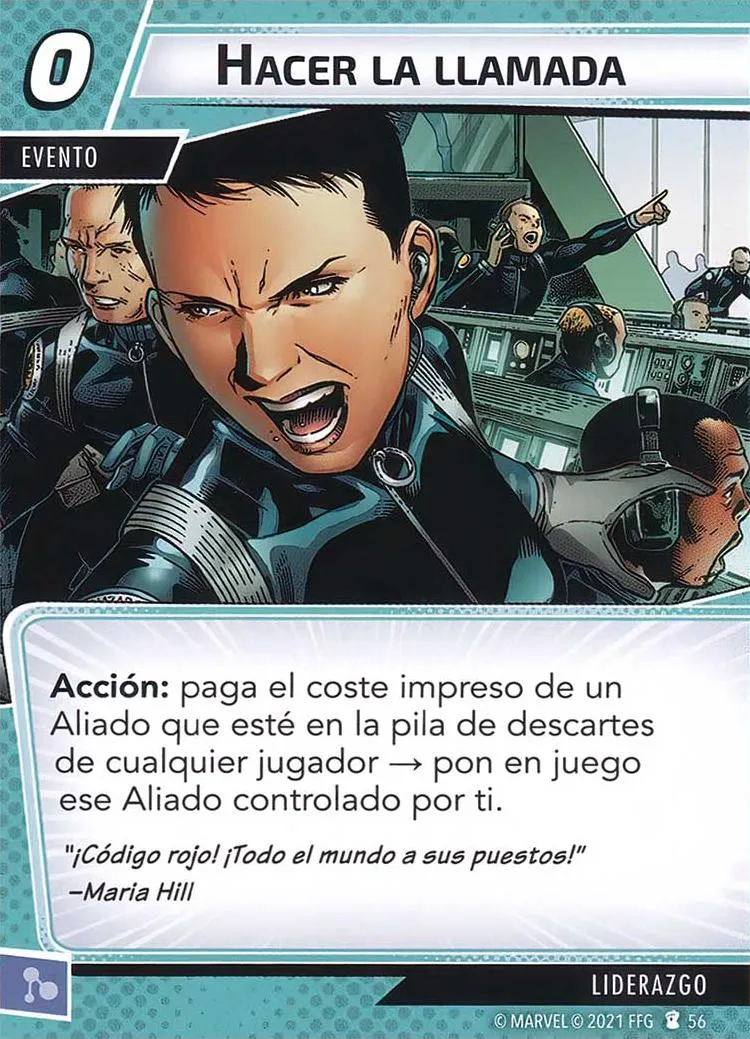 0
HACER LA LLAMADA
EVENTO
Acción: paga el coste impreso de un
Aliado que esté en la pila de descartes
de cualquier jugador → pon en juego
ese Aliado controlado por ti.
"¡Código rojo! ¡Todo el mundo a sus puestos!"
–Maria Hill
LIDERAZGO
© MARVEL © 2021 FFG 56